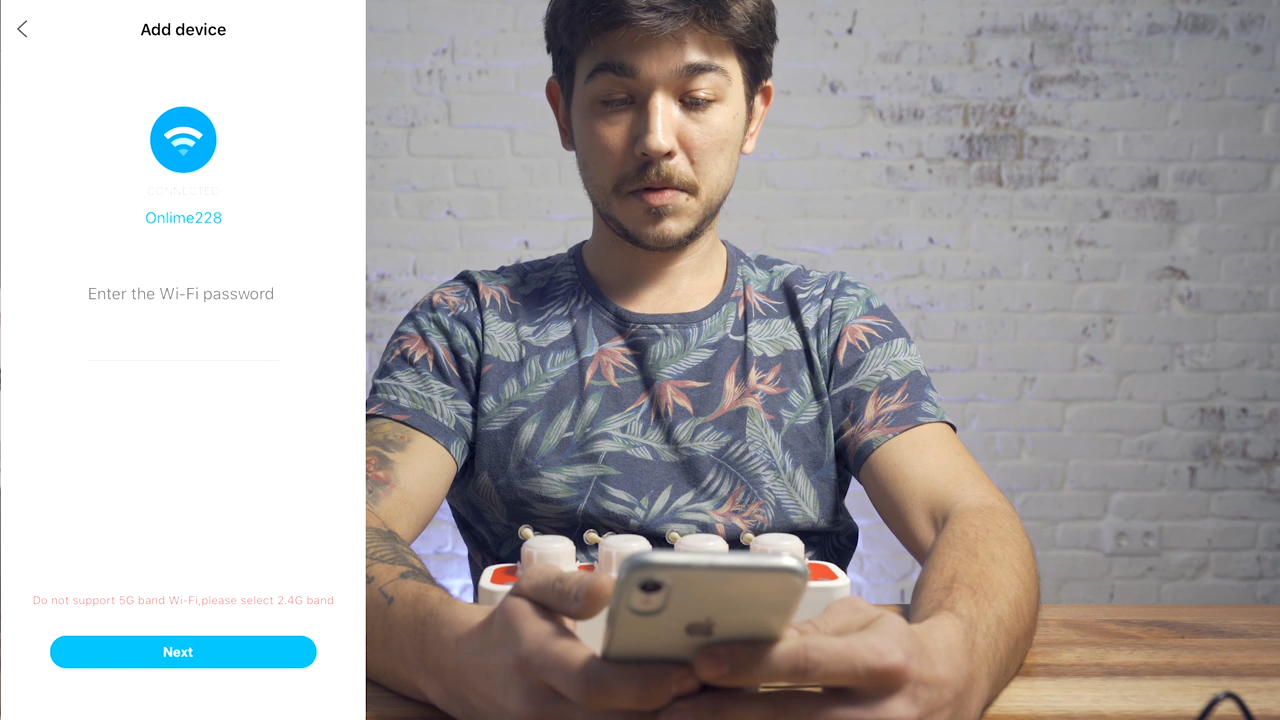 Add device
CONNECTED
Onlime228
Enter the Wi-Fi password
Do not support 5G band Wi-Fi,please select 2.4G band
Next